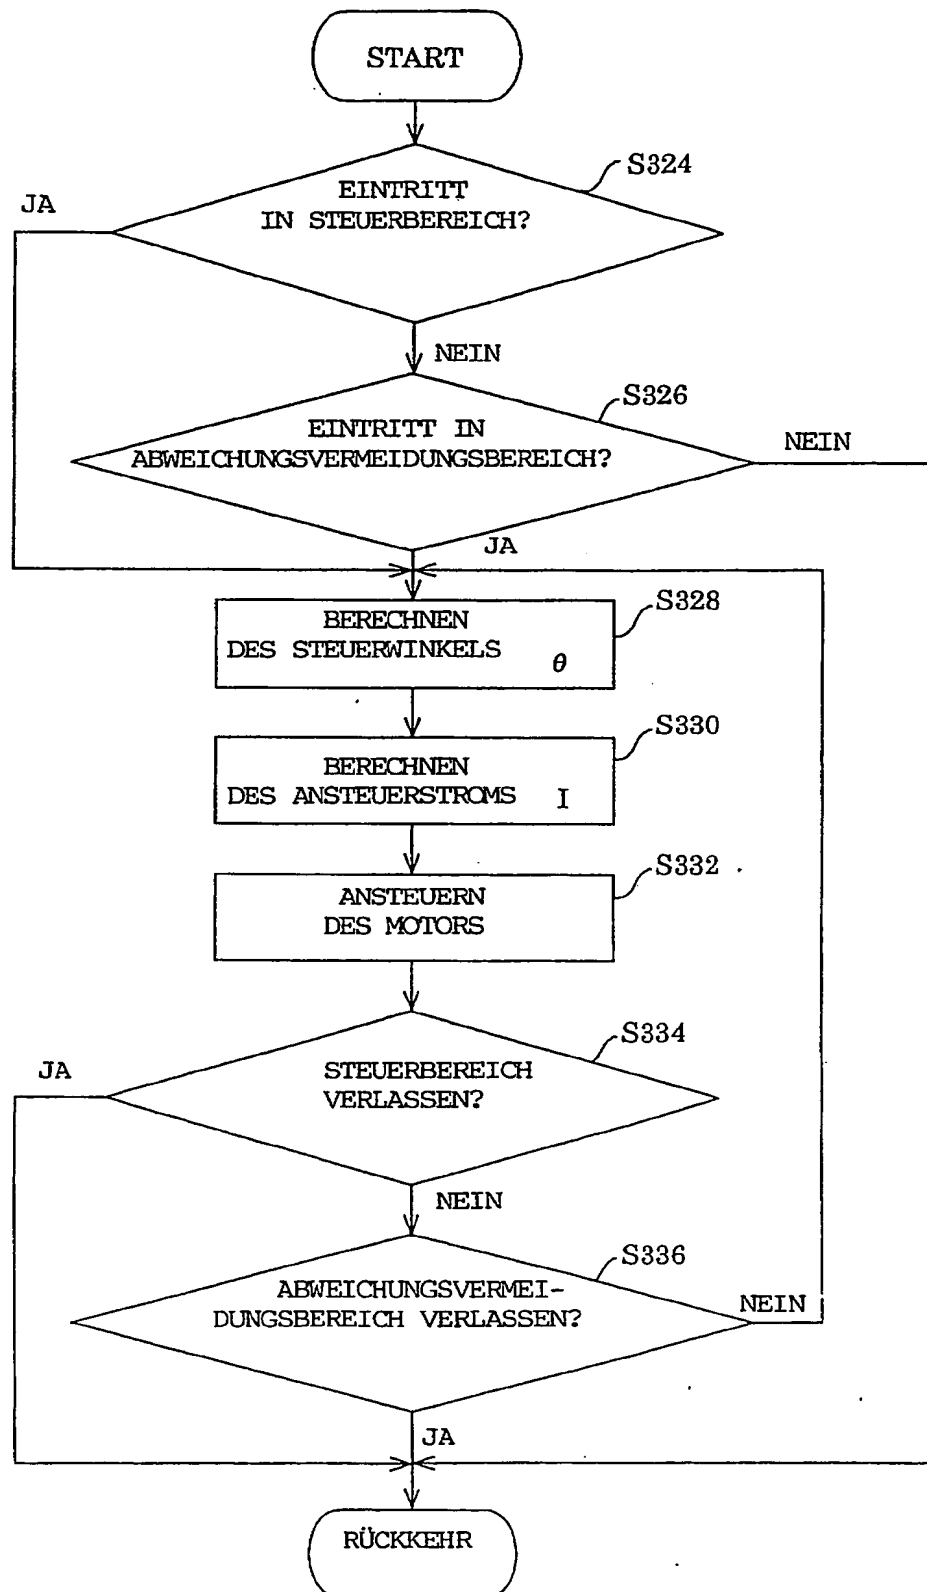 START
S324
EINTRITT
IN STEUERBEREICH?
JA
NEIN
S326
EINTRITT IN
ABWEICHUNGSVERMEIDUNGSBEREICH?
NEIN
JA
S328
BERECHNEN
DES STEUERWINKELS θ
S330
BERECHNEN
DES ANSTEUERSTROMS I
S332
ANSTEUERN
DES MOTORS
S334
STEUERBEREICH
VERLASSEN?
JA
NEIN
S336
ABWEICHUNGSVERMEI-
DUNGSBEREICH VERLASSEN?
NEIN
JA
RÜCKKEHR